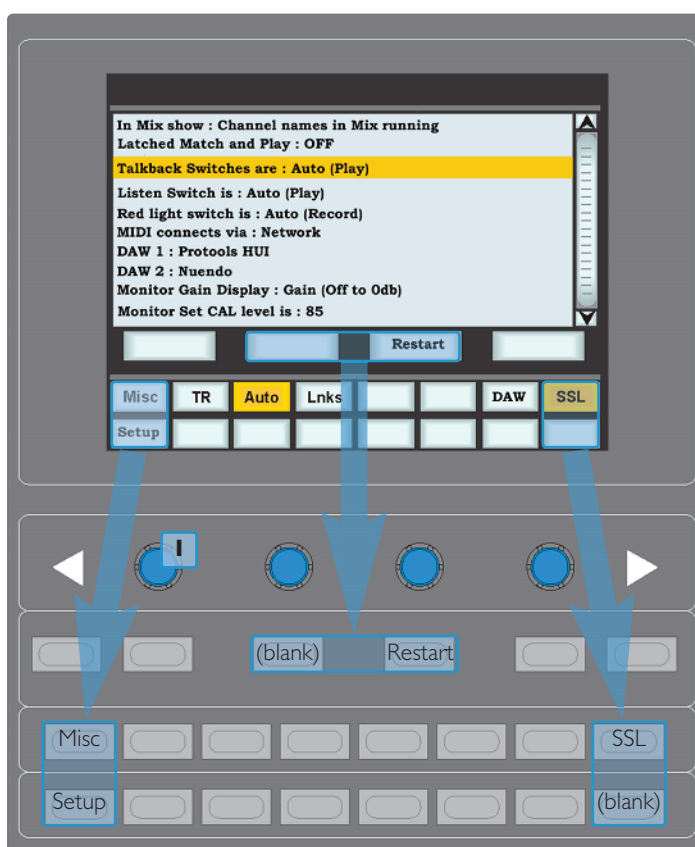 In Mix show : Channel names in Mix running
Latched Match and Play : OFF
Talkback Switches are : Auto (Play)
Listen Switch is : Auto (Play)
Red light switch is : Auto (Record)
MIDI connects via : Network
DAW 1 : Protools HUI
DAW 2 : Nuendo
Monitor Gain Display : Gain (Off to 0db)
Monitor Set CAL level is : 85
Restart
Misc TR Auto Lnks DAW SSL
Setup
I
(blank) Restart
Misc SSL
Setup (blank)